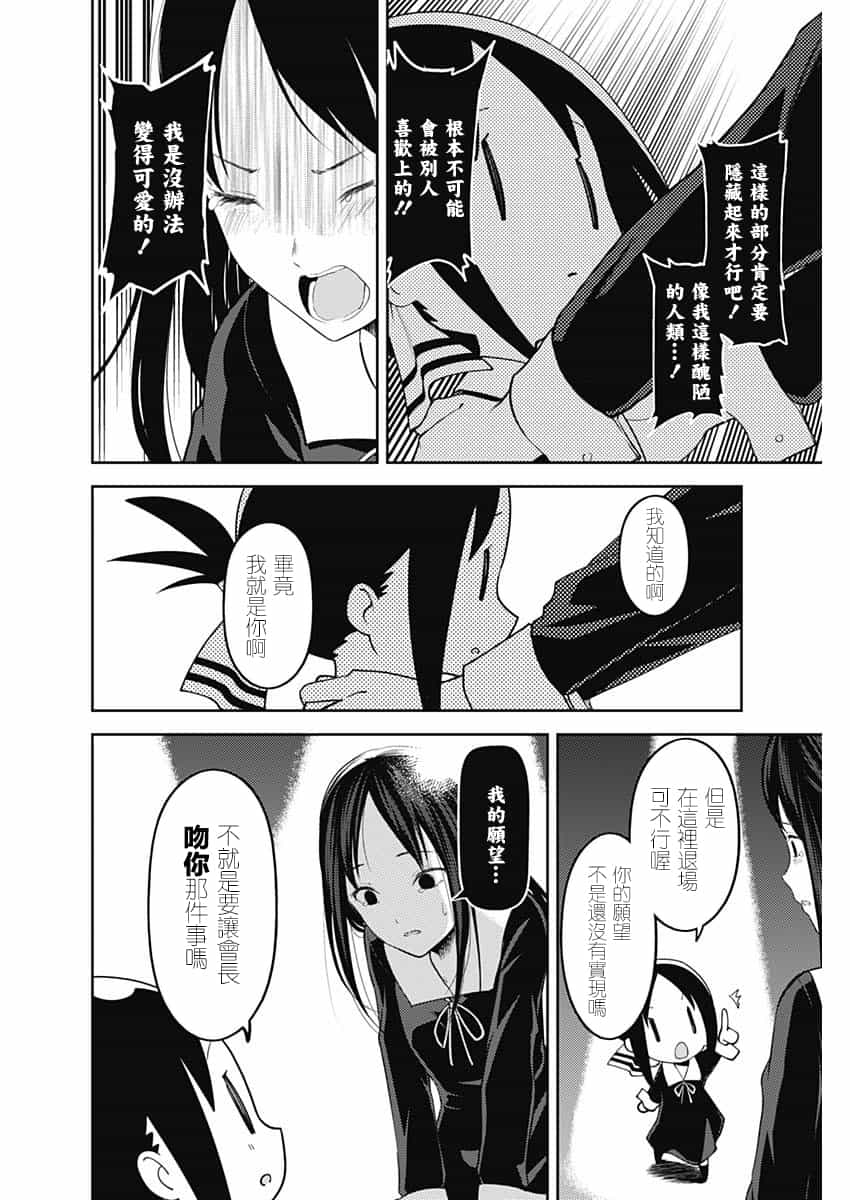 這樣的部分肯定要
隱藏起來才行吧！
像我這樣醜陋
的人類…！
根本不可能
會被別人
喜歡上的!!
我是沒辦法
變得可愛的！
我知道的啊
畢竟
我就是你啊
但是
在這裡退場
可不行喔
你的願望
不是還沒有實現嗎
我的願望…
不就是要讓會長
吻你那件事嗎